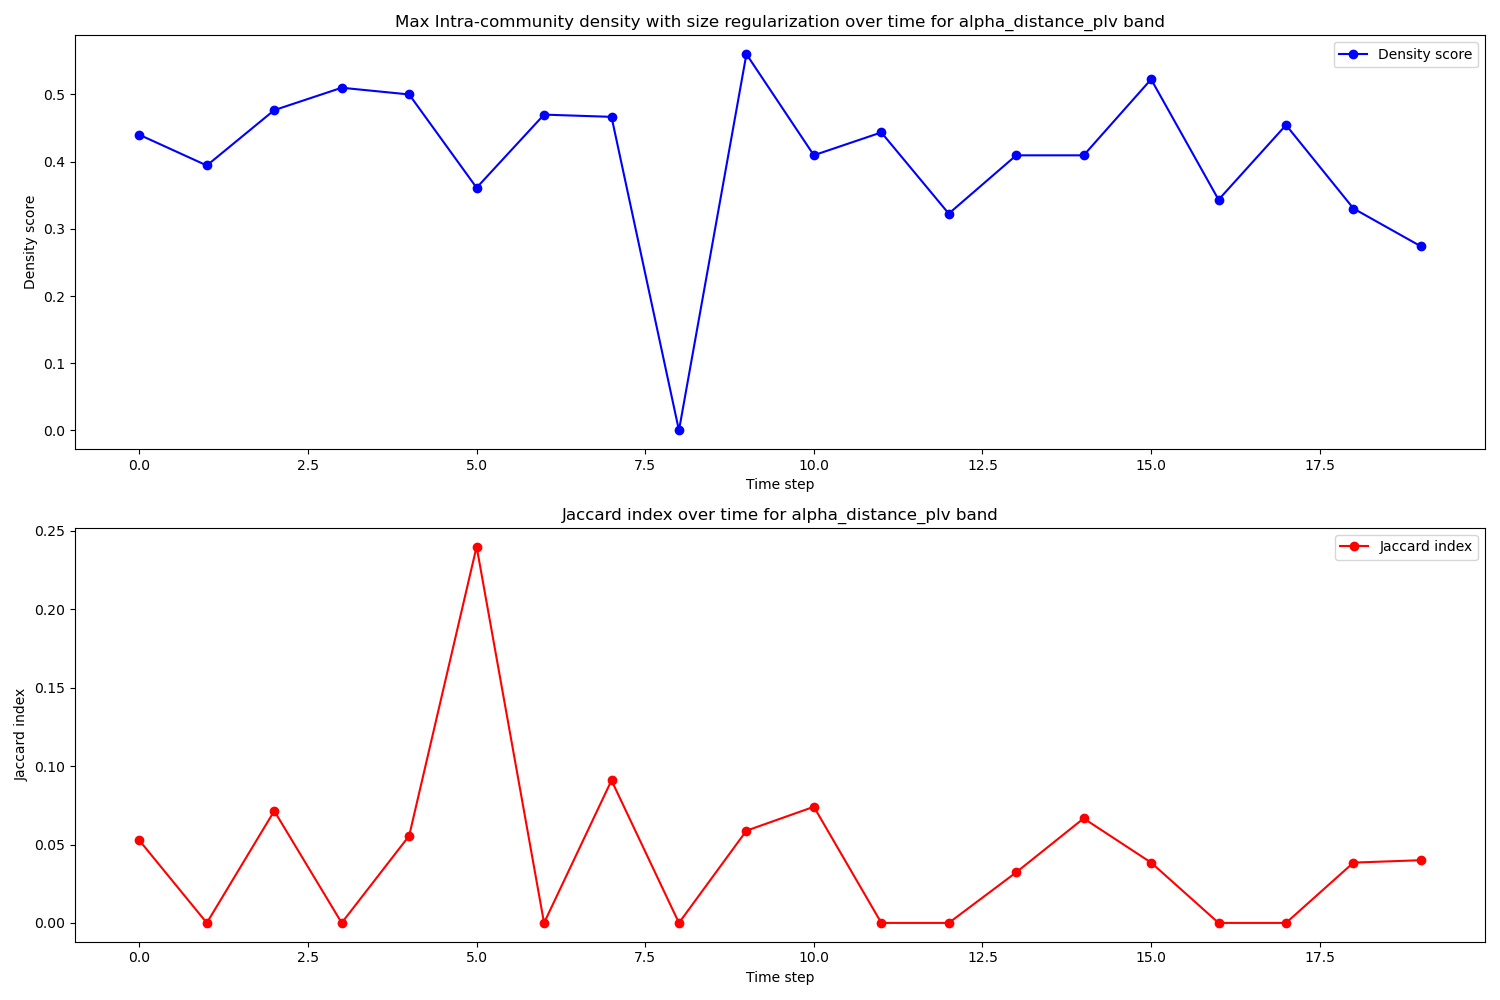 Max Intra-community density with size regularization over time for alpha_distance_plv band
Density score
0.5
0.4
0.3
0.2
0.1
0.0
Density score
0.0 2.5 5.0 7.5 10.0 12.5 15.0 17.5
Time step
Jaccard index over time for alpha_distance_plv band
Jaccard index
0.25
0.20
0.15
0.10
0.05
0.00
Jaccard index
0.0 2.5 5.0 7.5 10.0 12.5 15.0 17.5
Time step